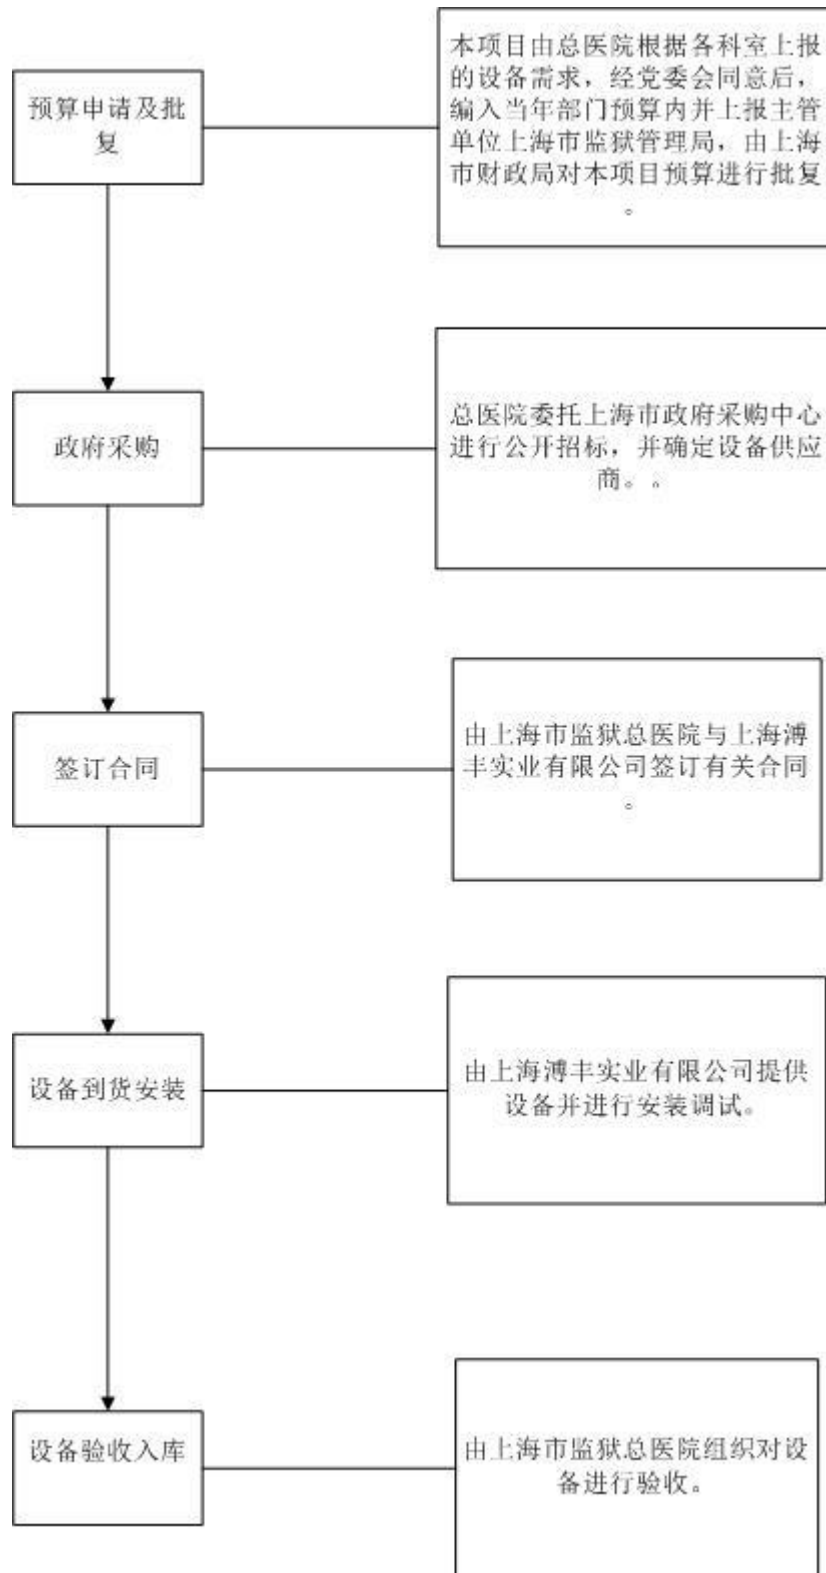 预算申请及批
复
本项目由总医院根据各科室上报
的设备需求，经党委会同意后，
编入当年部门预算内并上报主管
单位上海市监狱管理局，由上海
市财政局对本项目预算进行批复
。
政府采购
总医院委托上海市政府采购中心
进行公开招标，并确定设备供应
商。。
签订合同
由上海市监狱总医院与上海溥
丰实业有限公司签订有关合同
。
设备到货安装
由上海溥丰实业有限公司提供
设备并进行安装调试。
设备验收入库
由上海市监狱总医院组织对设
备进行验收。